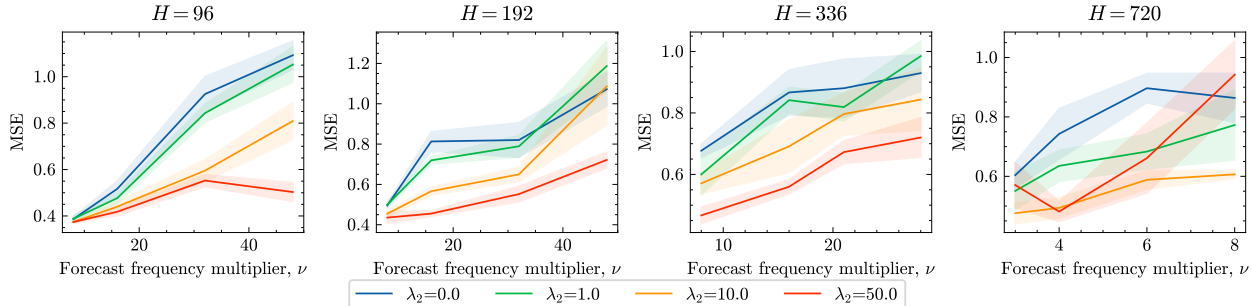 H = 96
H = 192
H = 336
H = 720
MSE
1.0
0.8
0.6
0.4
20
40
Forecast frequency multiplier, ν
MSE
1.2
1.0
0.8
0.6
0.4
20
40
Forecast frequency multiplier, ν
MSE
1.0
0.8
0.6
10
20
Forecast frequency multiplier, ν
MSE
1.0
0.8
0.6
4
6
8
Forecast frequency multiplier, ν
λ₂=0.0
λ₂=1.0
λ₂=10.0
λ₂=50.0